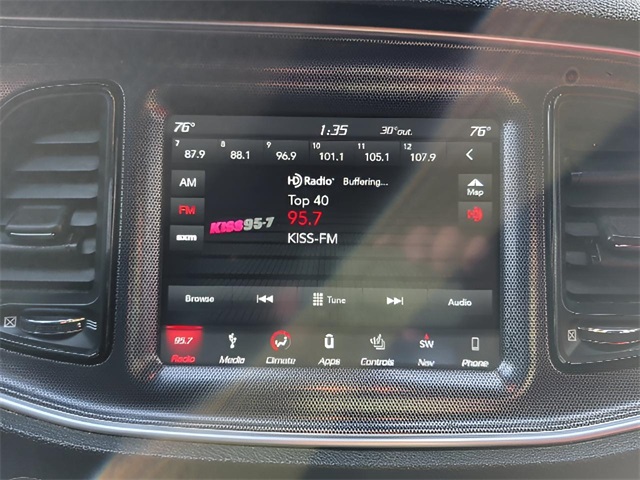 76° 1:35 30°out. 76°
7 87.9 8 88.1 9 96.9 10 101.1 11 105.1 12 107.9
AM HD Radio Buffering... Map
Top 40
FM 95.7
KISS95-7
sxm KISS-FM
Browse Tune Audio
95.7 SW
Radio Media Climate Apps Controls Nav Phone